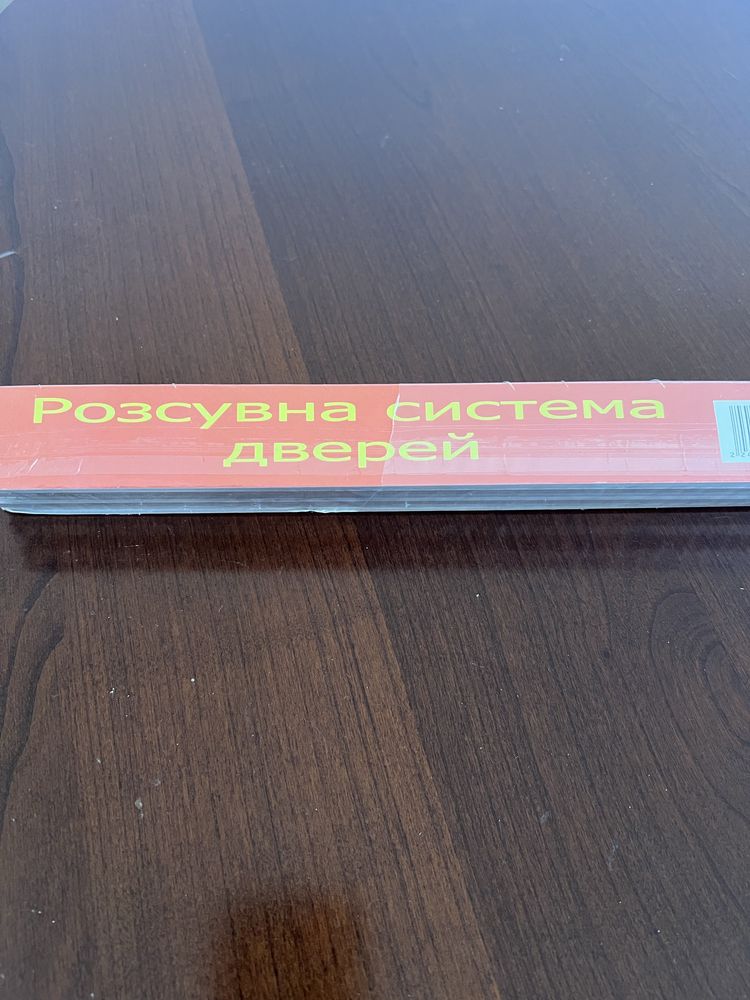 Розсувна система
дверей